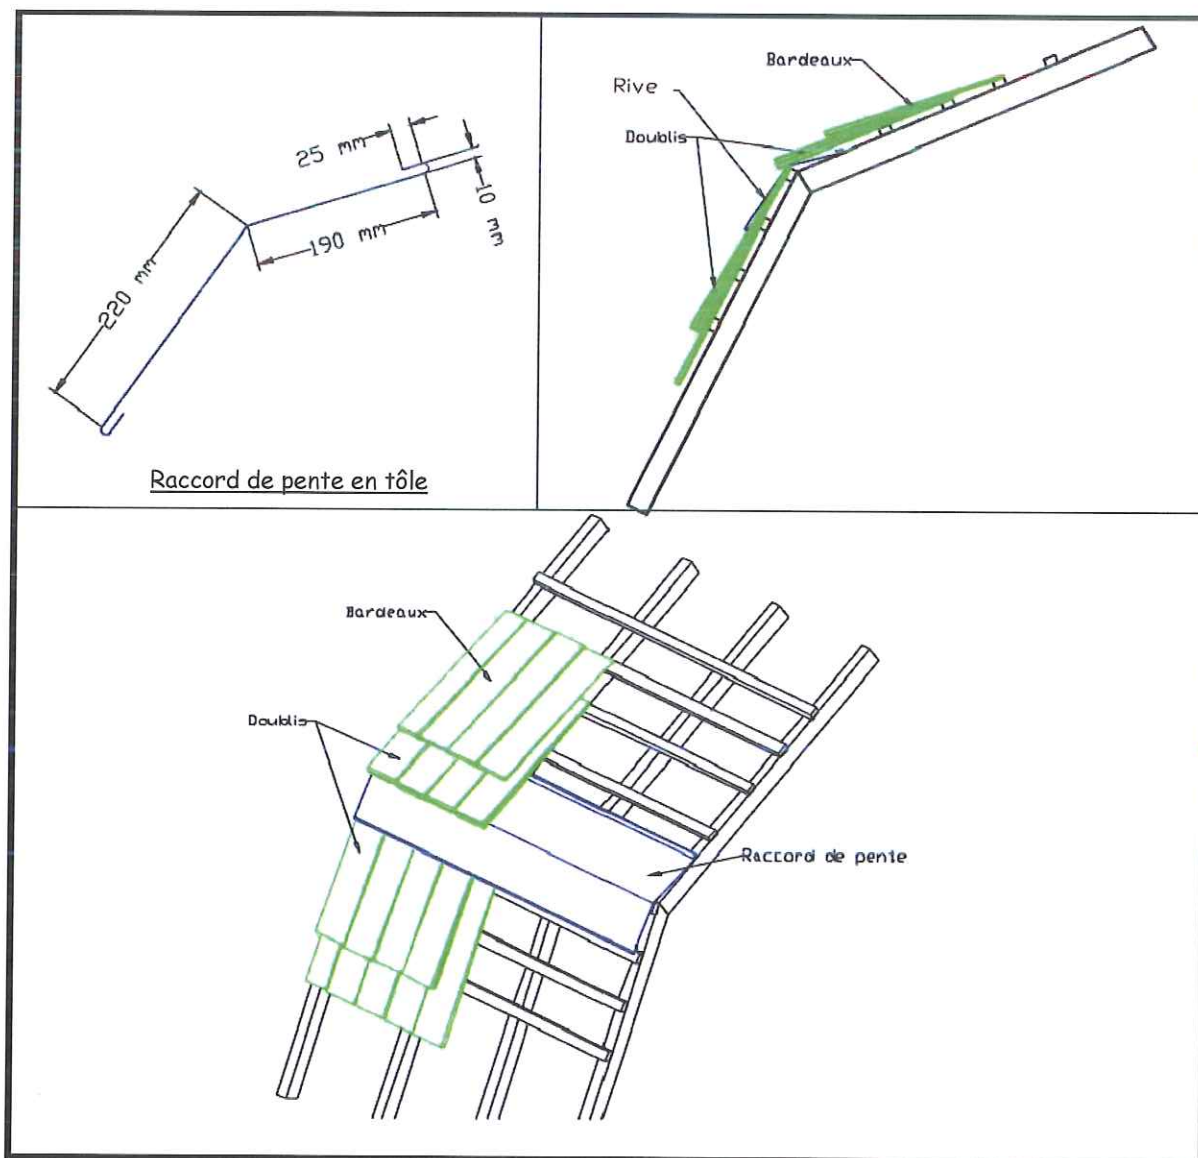 25 mm
10 mm
190 mm
220 mm
Raccord de pente en tôle
Bardeaux
Rive
Doublis
Bardeaux
Doublis
Raccord de pente